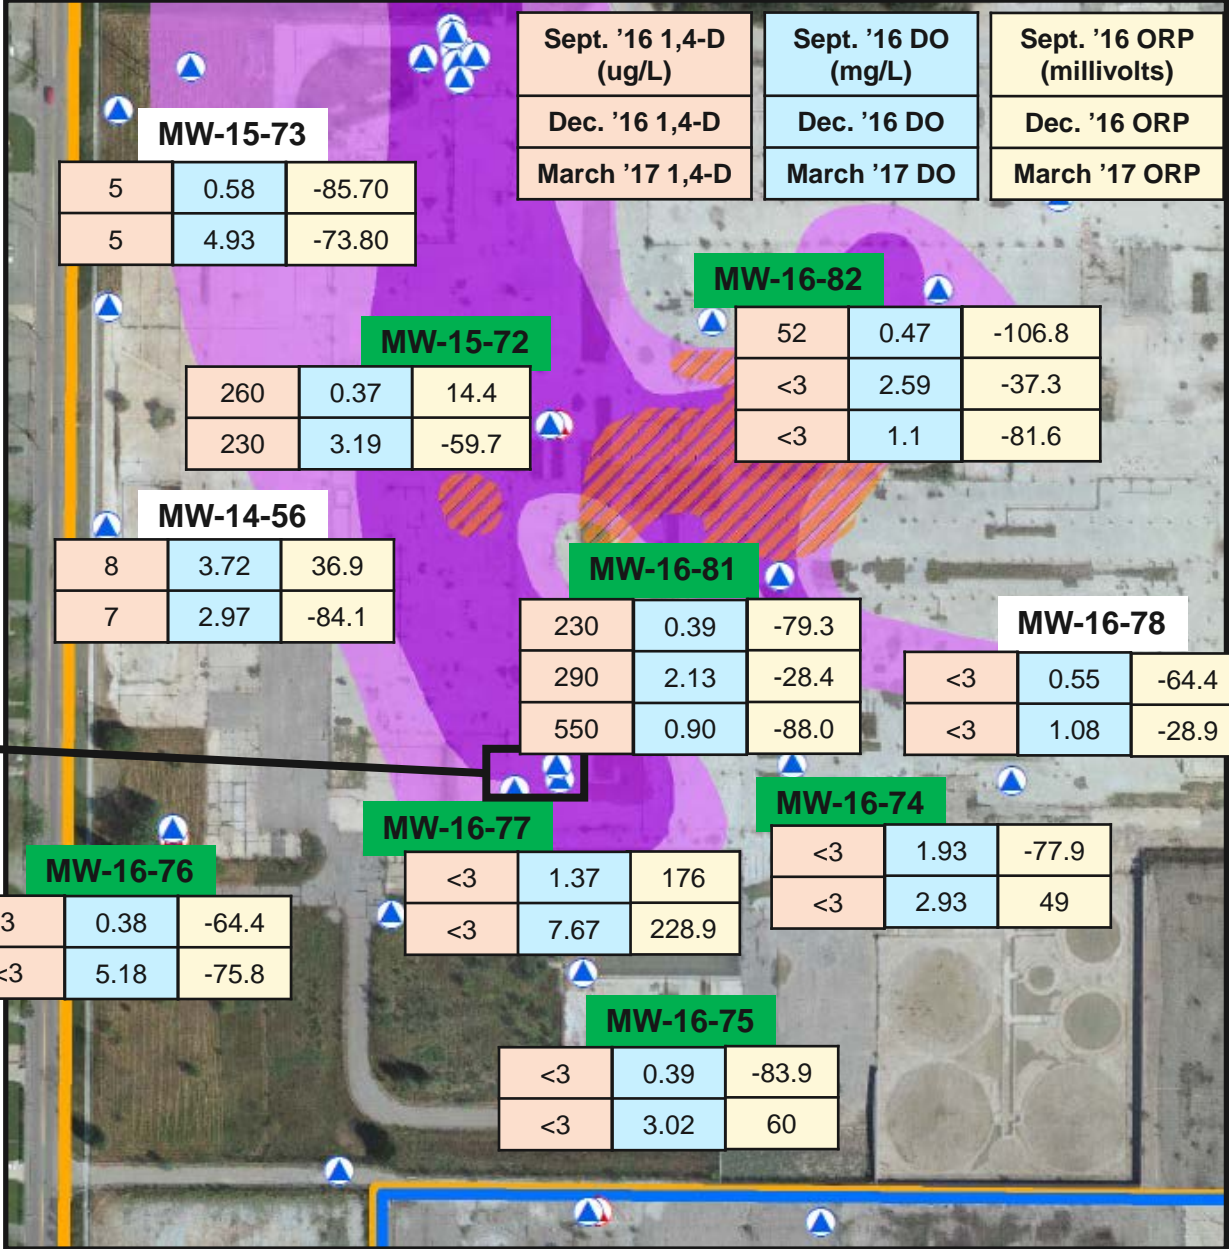 Sept. '16 1,4-D Sept. '16 DO Sept. '16 ORP
(ug/L) (mg/L) (millivolts)
Dec. '16 1,4-D Dec. '16 DO Dec. '16 ORP
March '17 1,4-D March '17 DO March '17 ORP
MW-15-73
5 0.58 -85.70
5 4.93 -73.80
MW-16-82
52 0.47 -106.8
<3 2.59 -37.3
<3 1.1 -81.6
MW-15-72
260 0.37 14.4
230 3.19 -59.7
MW-14-56
8 3.72 36.9
7 2.97 -84.1
MW-16-81
230 0.39 -79.3
290 2.13 -28.4
550 0.90 -88.0
MW-16-78
<3 0.55 -64.4
<3 1.08 -28.9
MW-16-77
<3 1.37 176
<3 7.67 228.9
MW-16-74
<3 1.93 -77.9
<3 2.93 49
MW-16-76
3 0.38 -64.4
<3 5.18 -75.8
MW-16-75
<3 0.39 -83.9
<3 3.02 60